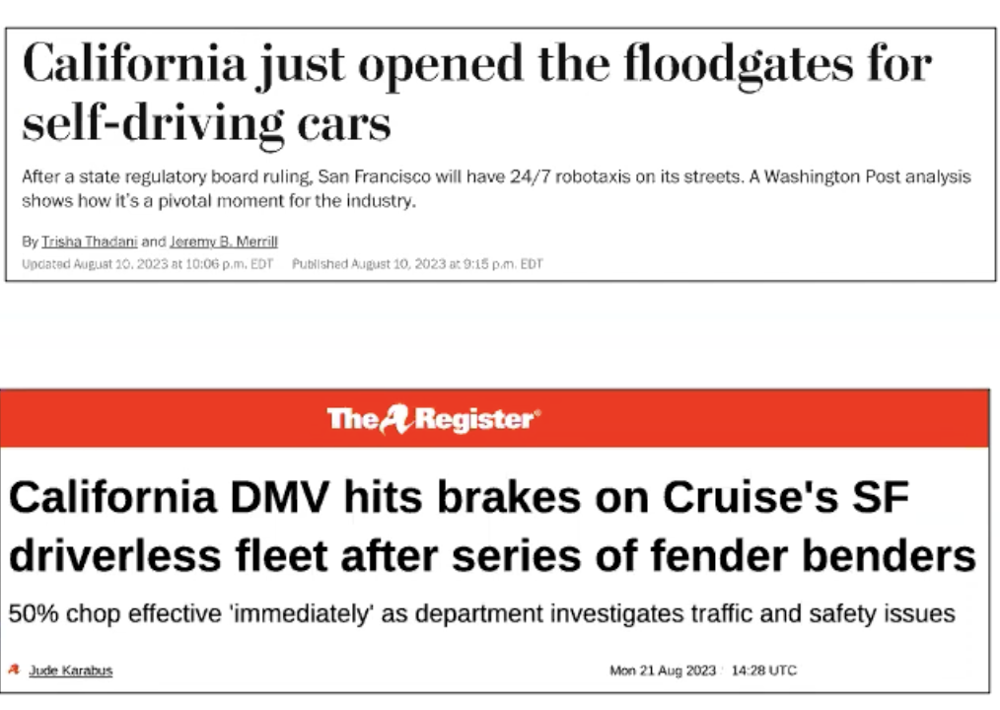 California just opened the floodgates for
self-driving cars
After a state regulatory board ruling, San Francisco will have 24/7 robotaxis on its streets. A Washington Post analysis
shows how it's a pivotal moment for the industry.
By Trisha Thadani and Jeremy B. Merrill
Updated August 10, 2023 at 10:06 p.m. EDT Published August 10, 2023 at 9:15 p.m. EDT
The Register®
California DMV hits brakes on Cruise's SF
driverless fleet after series of fender benders
50% chop effective 'immediately' as department investigates traffic and safety issues
Jude Karabus Mon 21 Aug 2023 14:28 UTC